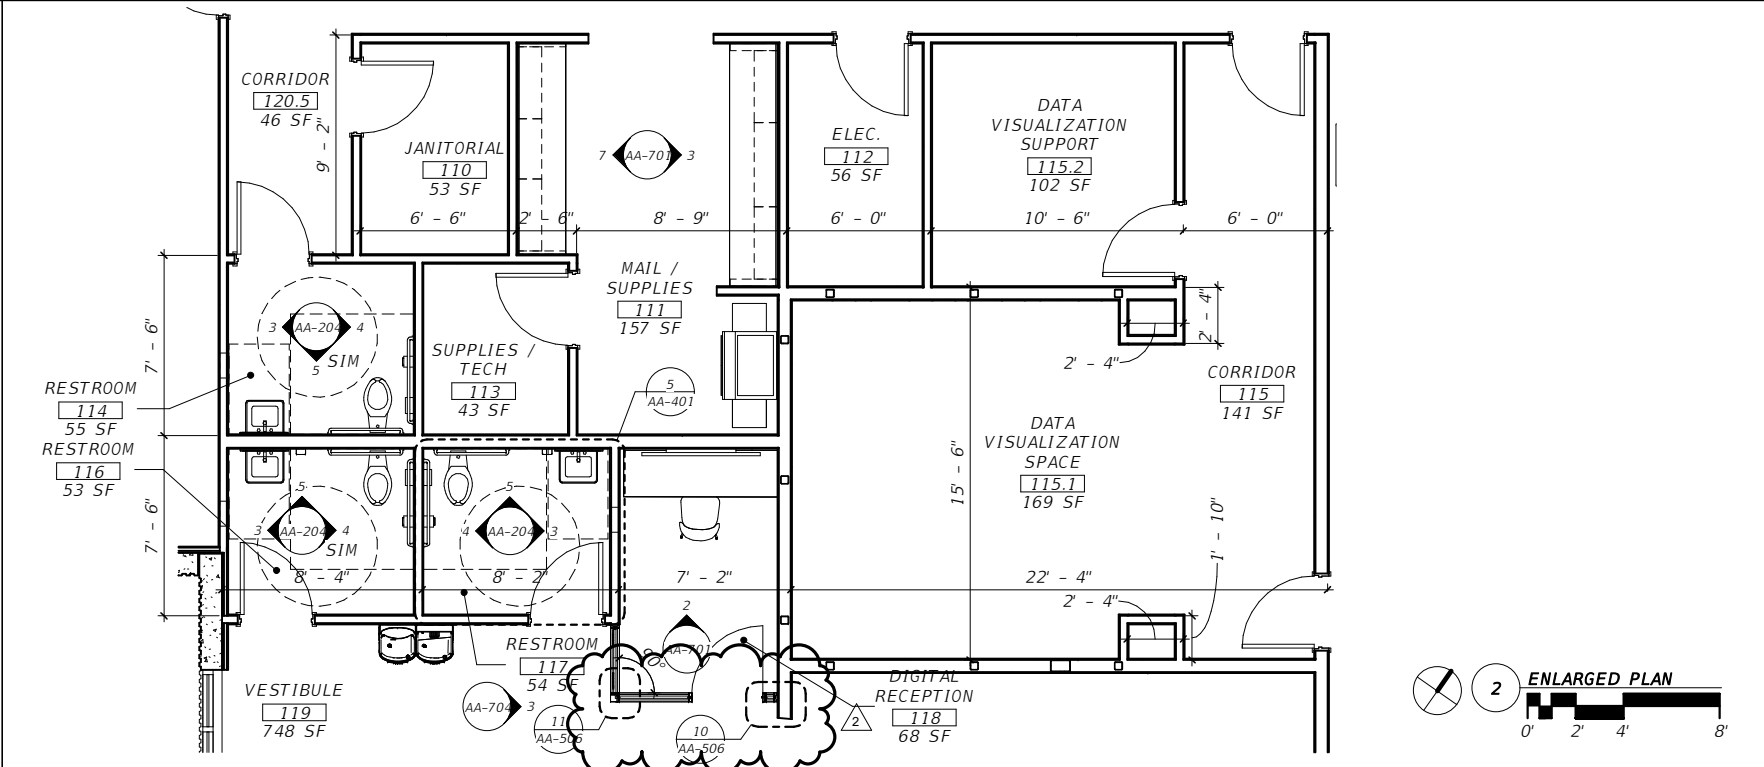 CORRIDOR
120.5
46 SF
9' - 2"
JANITORIAL
110
53 SF
7
AA-701
3
ELEC.
112
56 SF
DATA
VISUALIZATION
SUPPORT
115.2
102 SF
6' - 6"
2' - 6"
8' - 9"
6' - 0"
10' - 6"
6' - 0"
MAIL /
SUPPLIES
111
157 SF
2' - 4"
2' - 4"
7' - 6"
3
AA-204
4
5
SIM
SUPPLIES /
TECH
113
43 SF
5
AA-401
CORRIDOR
115
141 SF
RESTROOM
114
55 SF
RESTROOM
116
53 SF
DATA
VISUALIZATION
SPACE
115.1
169 SF
15' - 6"
1' - 10"
7' - 6"
5
3
AA-204
4
SIM
5
4
AA-204
3
8' - 4"
8' - 2"
7' - 2"
22' - 4"
2' - 4"
2
AA-701
90°
RESTROOM
117
54 SF
DIGITAL
RECEPTION
118
68 SF
2
VESTIBULE
119
748 SF
AA-704
3
11
AA-506
10
AA-506
2
ENLARGED PLAN
0'
2'
4'
8'